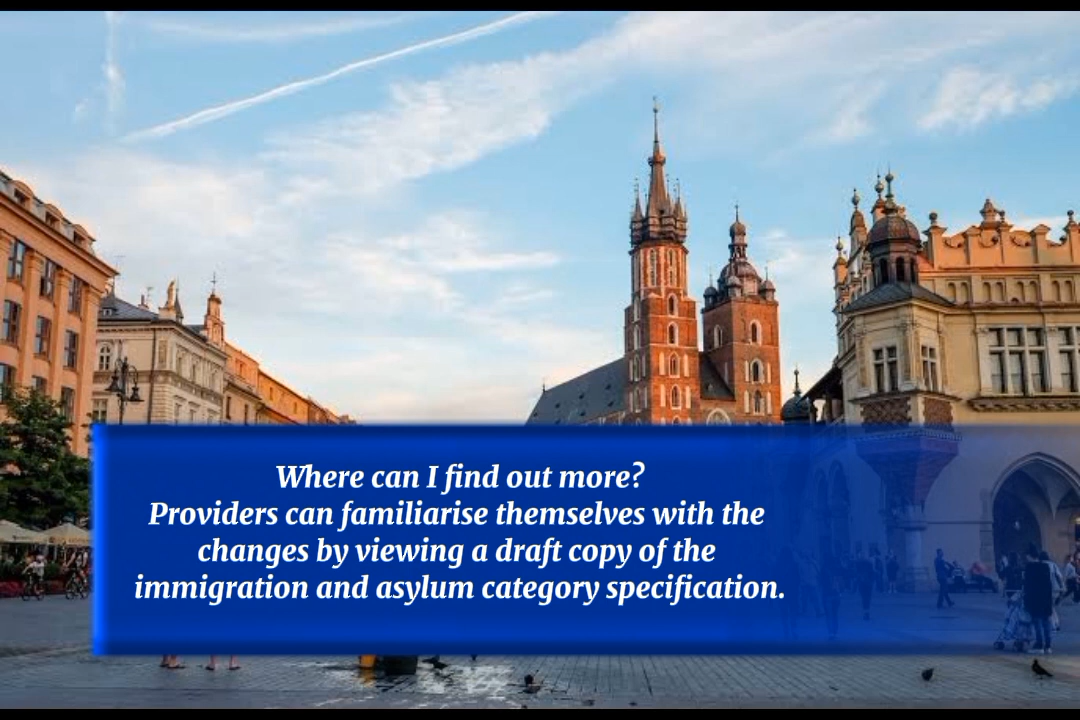 Where can I find out more?
Providers can familiarise themselves with the
changes by viewing a draft copy of the
immigration and asylum category specification.